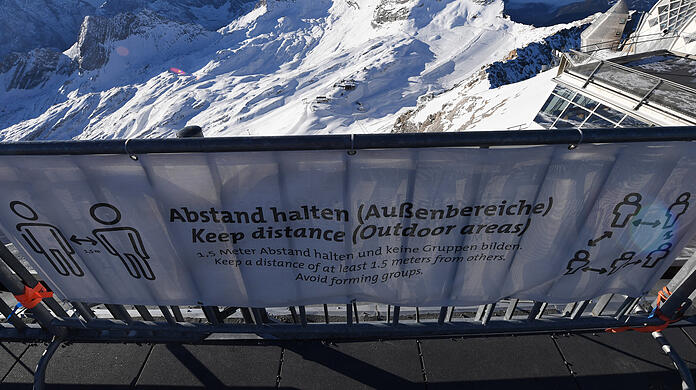 Abstand halten (Außenbereiche)
Keep distance (Outdoor areas)
1.5 Meter Abstand halten und keine Gruppen bilden.
Keep a distance of at least 1.5 meters from others.
Avoid forming groups.